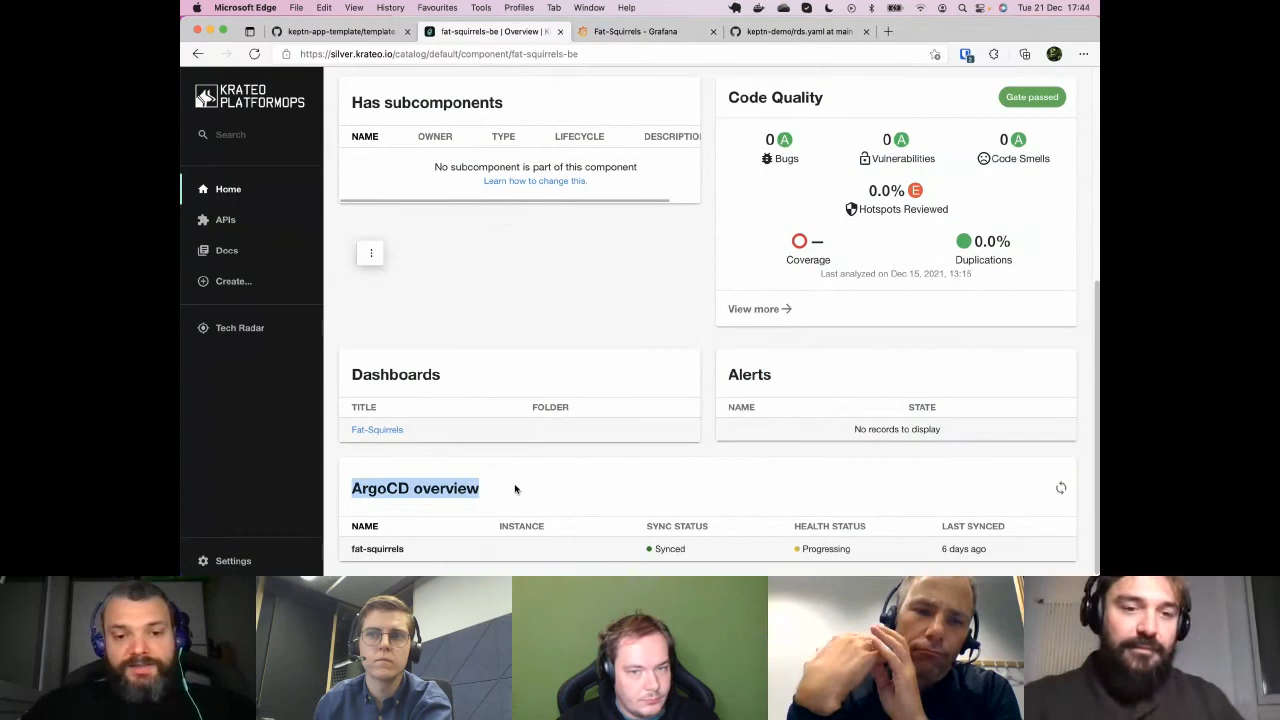 Microsoft Edge File Edit View History Favourites Tools Profiles Tab Window Help Tue 21 Dec 17:44
keptn-app-template/template fat-squirrels-be | Overview | K Fat-Squirrels - Grafana keptn-demo/rds.yaml at main
https://silver.krateo.io/catalog/default/component/fat-squirrels-be
KRATEO
PLATFORMOPS
Search
Home
APIs
Docs
Create...
Tech Radar
Settings
Has subcomponents
NAME OWNER TYPE LIFECYCLE DESCRIPTIO
No subcomponent is part of this component
Learn how to change this.
Code Quality Gate passed
0 A 0 A 0 A
Bugs Vulnerabilities Code Smells
0.0% E
Hotspots Reviewed
— 0.0%
Coverage Duplications
Last analyzed on Dec 15, 2021, 13:15
View more
Dashboards
TITLE FOLDER
Fat-Squirrels
Alerts
NAME STATE
No records to display
ArgoCD overview
NAME INSTANCE SYNC STATUS HEALTH STATUS LAST SYNCED
fat-squirrels Synced Progressing 6 days ago